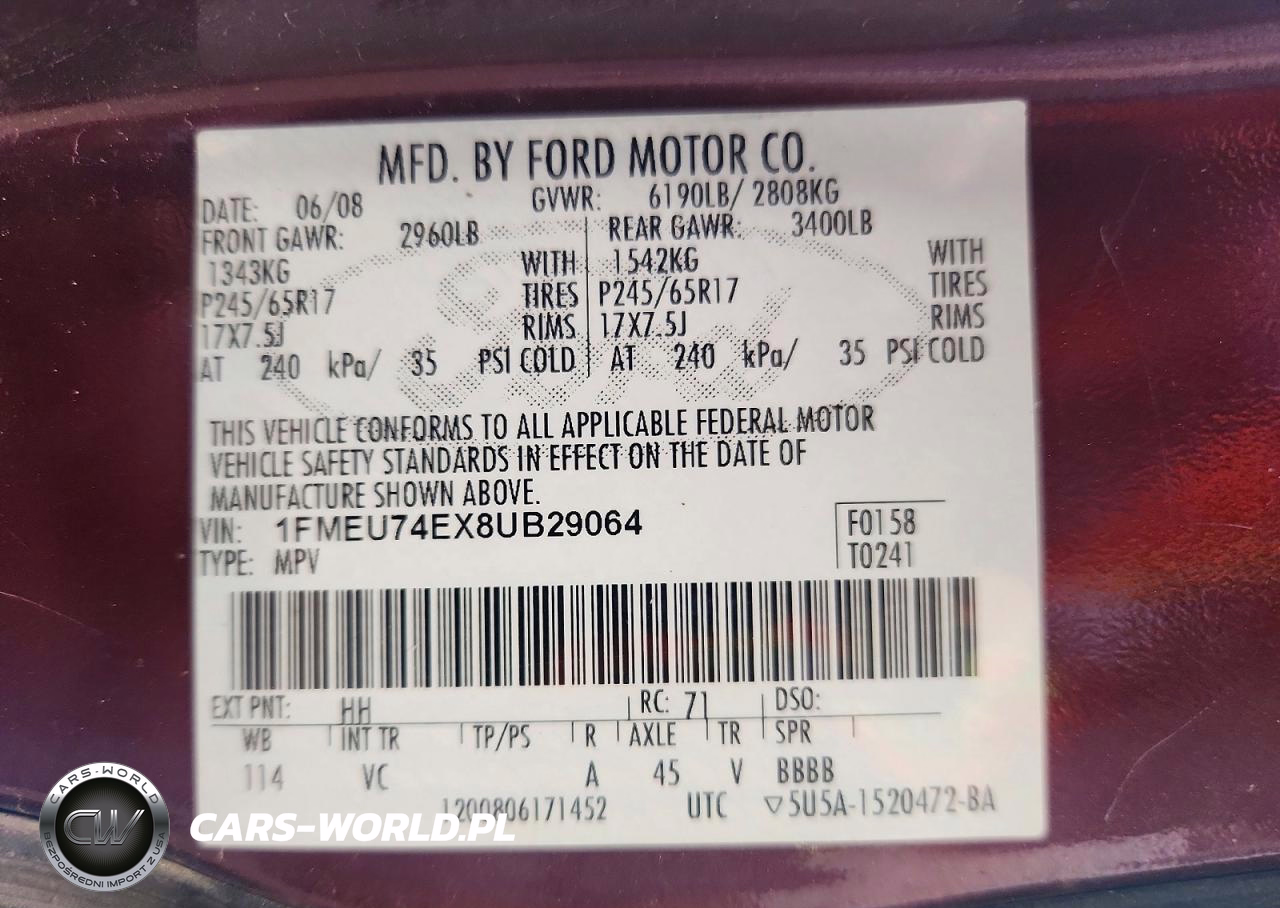 MFD. BY FORD MOTOR CO.
DATE: 06/08 GVWR: 6190LB/ 2808KG
FRONT GAWR: 2960LB REAR GAWR: 3400LB
1343KG WITH 1542KG WITH
P245/65R17 TIRES P245/65R17 TIRES
17X7.5J RIMS 17X7.5J RIMS
AT 240 kPa/ 35 PSI COLD AT 240 kPa/ 35 PSI COLD
THIS VEHICLE CONFORMS TO ALL APPLICABLE FEDERAL MOTOR
VEHICLE SAFETY STANDARDS IN EFFECT ON THE DATE OF
MANUFACTURE SHOWN ABOVE.
VIN: 1FMEU74EX8UB29064 F0158
TYPE: MPV T0241
EXT PNT: HH RC: 71 DSO:
WB INT TR TP/PS R AXLE TR SPR
114 VC A 45 V BBBB
1200806171452 UTC ▽5U5A-1520472-BA
CARS-WORLD
CW
BEZPOŚREDNI IMPORT Z USA
CARS-WORLD.PL